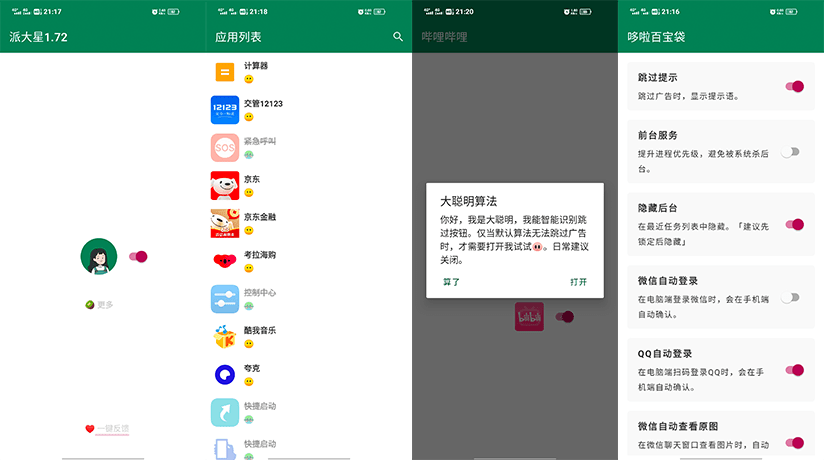 21:17
派大星1.72
更多
一键反馈
21:18
应用列表
计算器
12123
交管12123
SOS
紧急呼叫
京东
京东金融
考拉海购
控制中心
酷我音乐
夸克
快捷启动
快捷启动
21:20
哔哩哔哩
大聪明算法
你好，我是大聪明，我能智能识别跳
过按钮。仅当默认算法无法跳过广告
时，才需要打开我试试🐽。日常建议
关闭。
算了
打开
bilibili
21:16
哆啦百宝袋
跳过提示
跳过广告时，显示提示语。
前台服务
提升进程优先级，避免被系统杀后
台。
隐藏后台
在最近任务列表中隐藏。「建议先
锁定后隐藏」
微信自动登录
在电脑端登录微信时，会在手机端
自动确认。
QQ自动登录
在电脑端扫码登录QQ时，会在手
机端自动确认。
微信自动查看原图
在微信聊天窗口查看图片时，自动